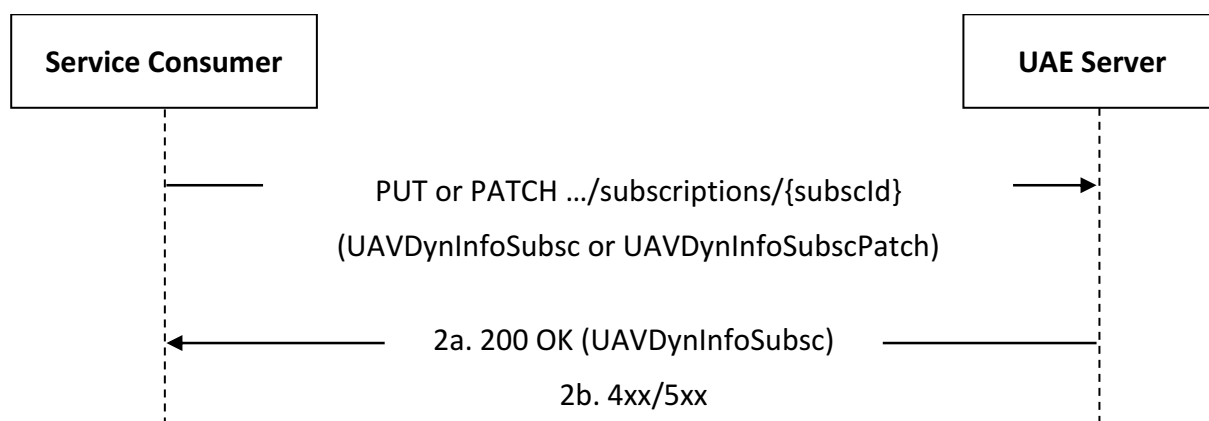 Service Consumer
UAE Server
PUT or PATCH …/subscriptions/{subscId}
(UAVDynInfoSubsc or UAVDynInfoSubscPatch)
2a. 200 OK (UAVDynInfoSubsc)
2b. 4xx/5xx